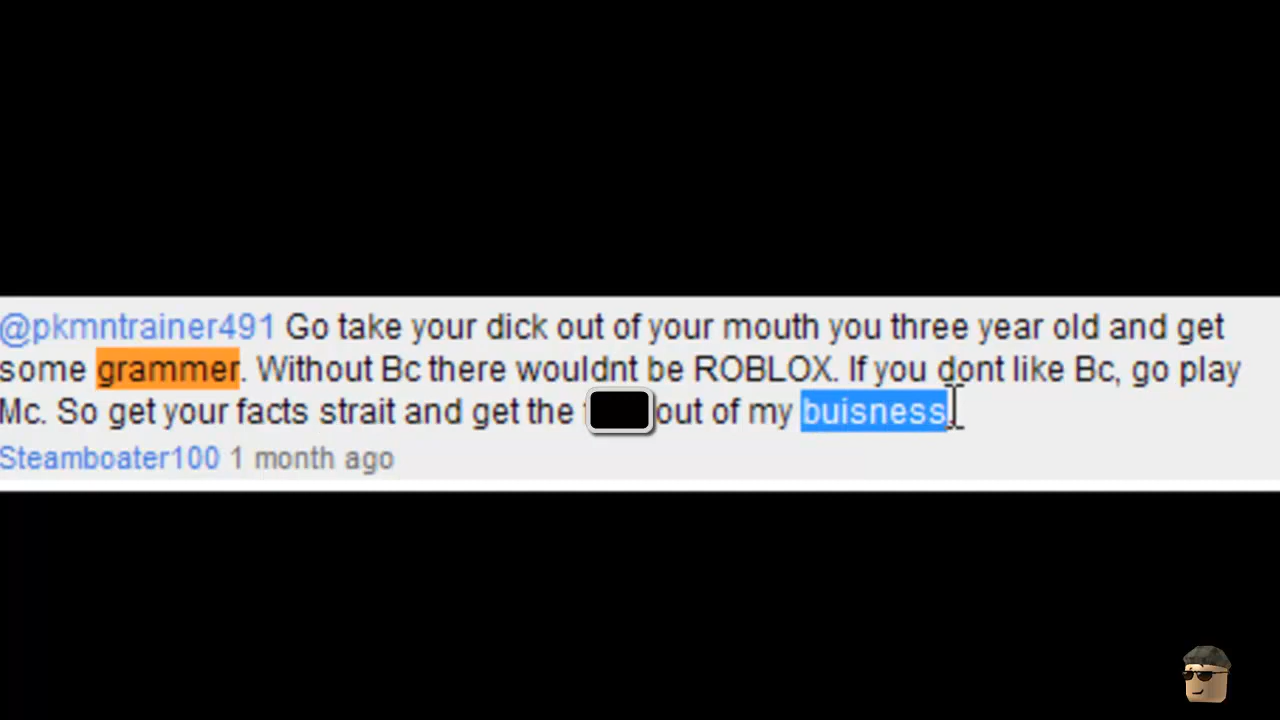 @pkmntrainer491 Go take your dick out of your mouth you three year old and get
some grammer. Without Bc there wouldnt be ROBLOX. If you dont like Bc, go play
Mc. So get your facts strait and get the out of my buisness.
Steamboater100 1 month ago